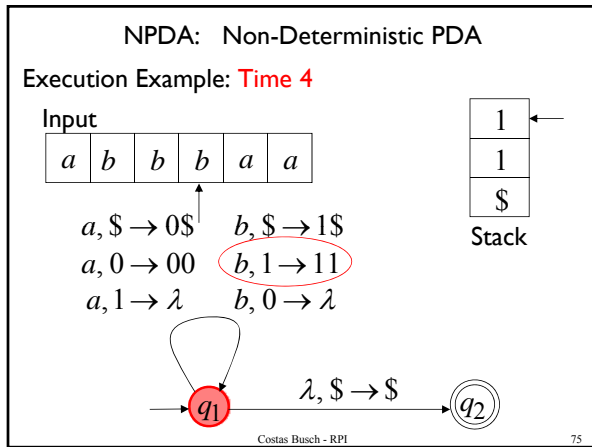 NPDA: Non-Deterministic PDA
Execution Example: Time 4
Input
a b b b a a
1
1
$
Stack
a, $ → 0$ b, $ → 1$
a, 0 → 00 b, 1 → 11
a, 1 → λ b, 0 → λ
λ, $ → $
q₁ q₂
Costas Busch - RPI 75